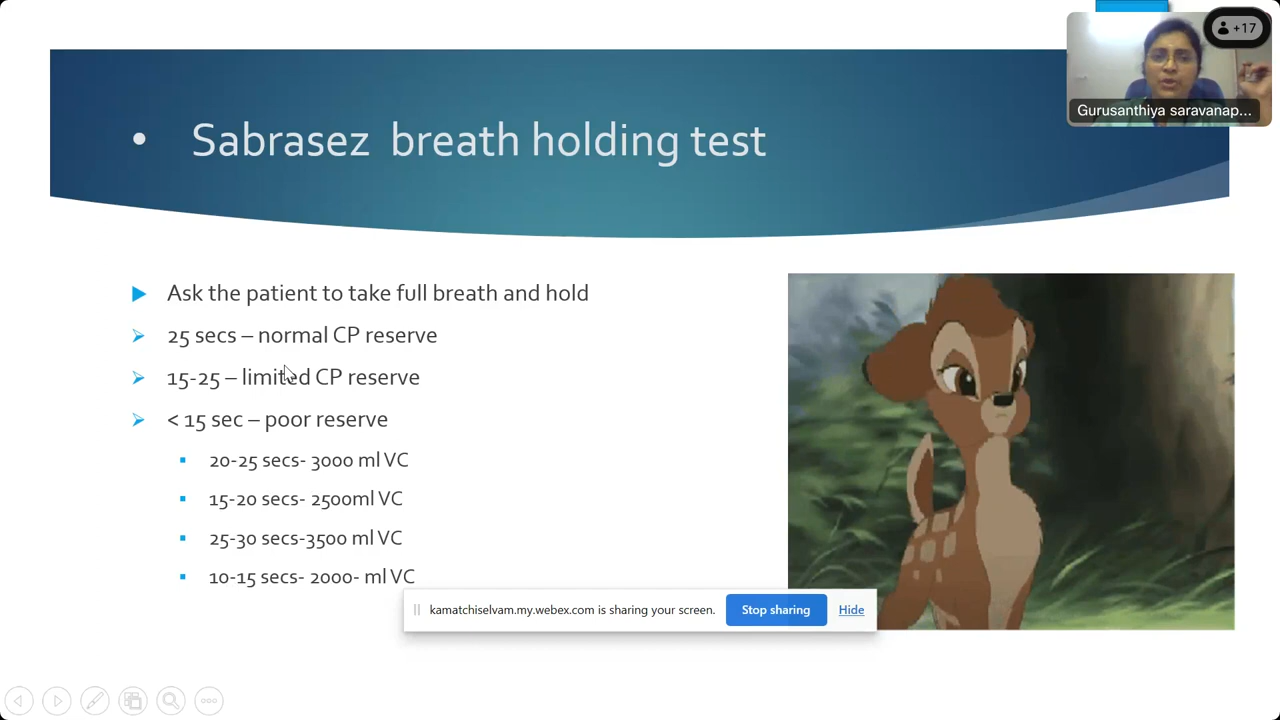 +17
Gurusanthiya saravanap...
• Sabrasez breath holding test
Ask the patient to take full breath and hold
25 secs – normal CP reserve
15-25 – limited CP reserve
< 15 sec – poor reserve
20-25 secs- 3000 ml VC
15-20 secs- 2500ml VC
25-30 secs-3500 ml VC
10-15 secs- 2000- ml VC
kamatchiselvam.my.webex.com is sharing your screen.
Stop sharing
Hide